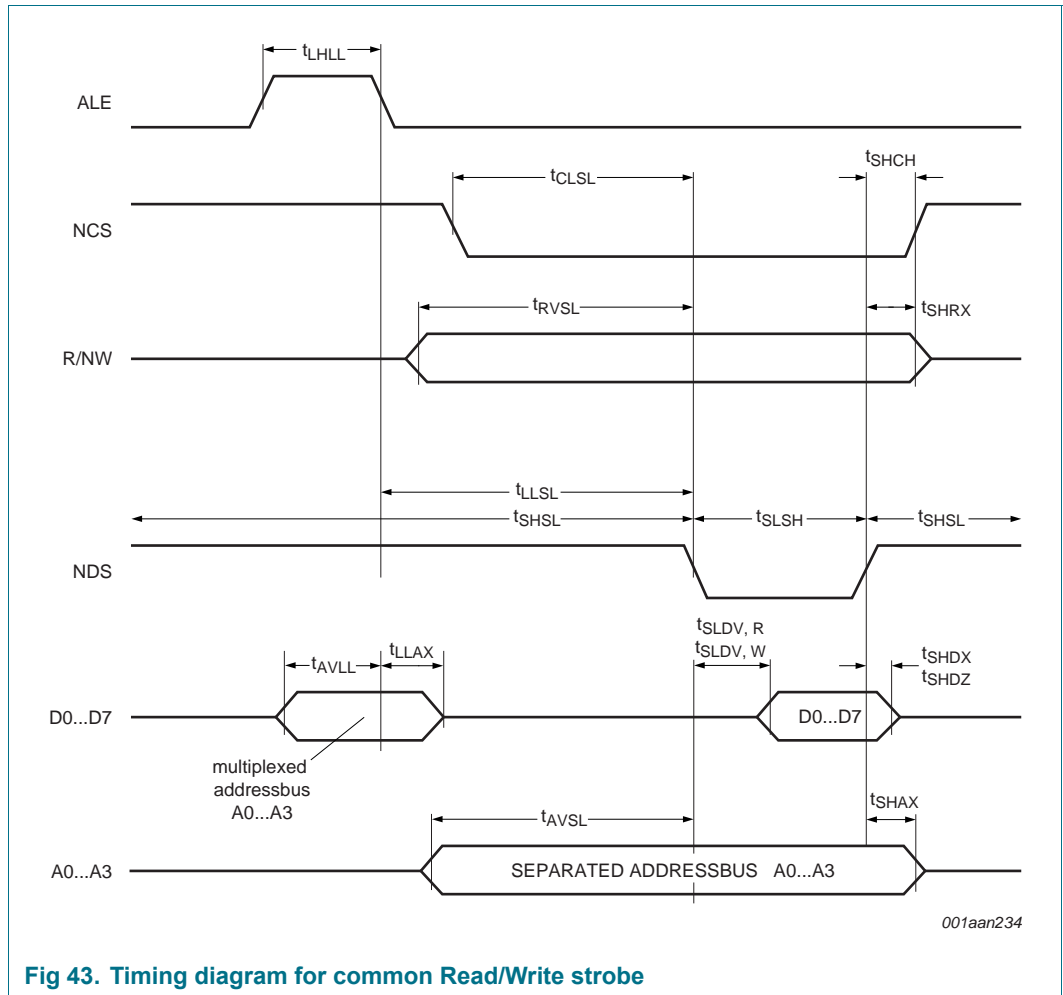 tLHLL
ALE
tSHCH
tCLSL
NCS
tRVSL
tSHRX
R/NW
tLLSL
tSHSL
tSLSH
tSHSL
NDS
tSLDV, R
tSLDV, W
tAVLL
tLLAX
tSHDX
tSHDZ
D0...D7
D0...D7
multiplexed
addressbus
A0...A3
tSHAX
tAVSL
A0...A3
SEPARATED ADDRESSBUS A0...A3
001aan234
Fig 43. Timing diagram for common Read/Write strobe